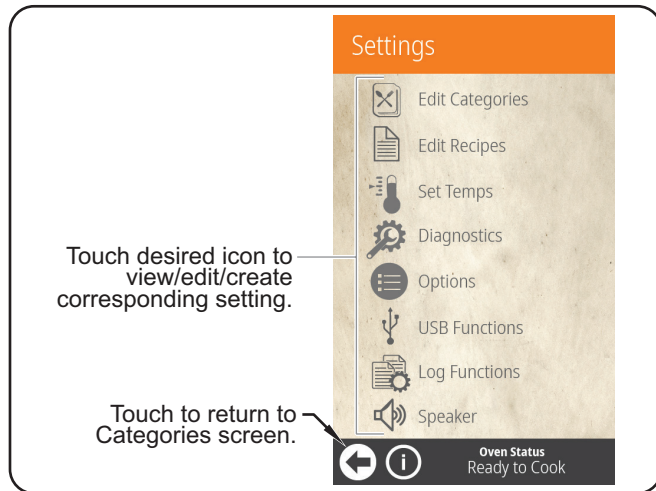 Settings
Edit Categories
Edit Recipes
Set Temps
Diagnostics
Options
USB Functions
Log Functions
Speaker
Touch desired icon to
view/edit/create
corresponding setting.
Touch to return to
Categories screen.
i
Oven Status
Ready to Cook